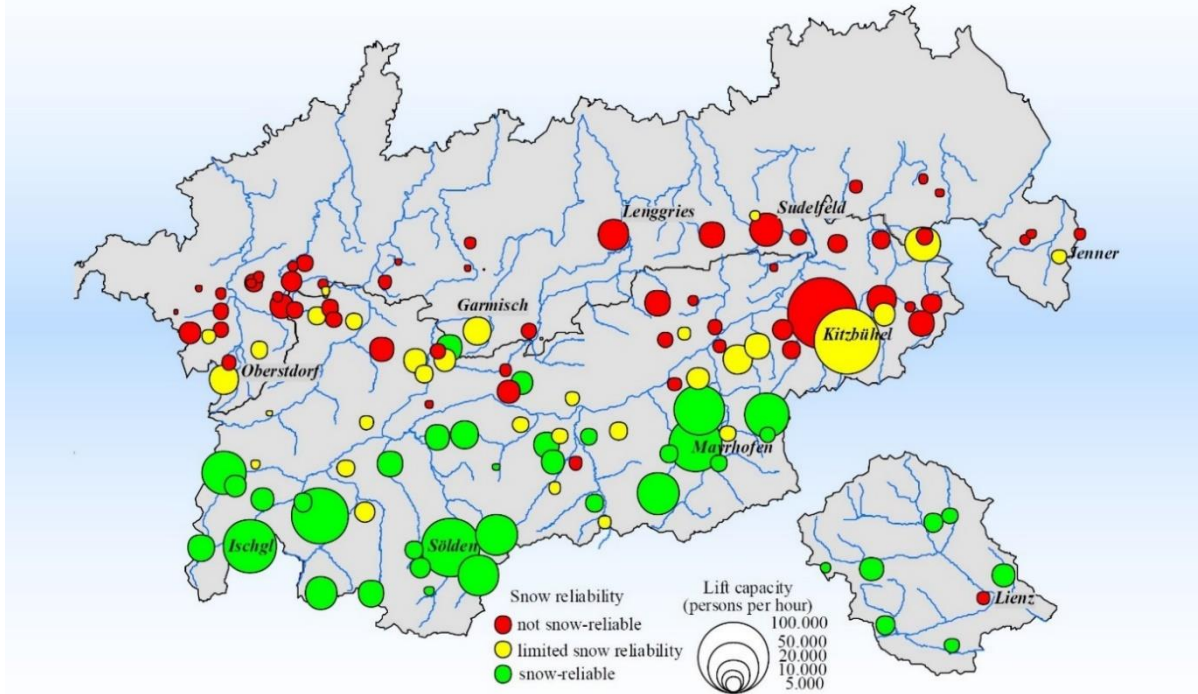 Lenggries
Sudelfeld
Jenner
Garmisch
Kitzbühel
Oberstdorf
Mayrhofen
Ischgl
Sölden
Lienz
Snow reliability
not snow-reliable
limited snow reliability
snow-reliable
Lift capacity
(persons per hour)
100.000
50.000
20.000
10.000
5.000